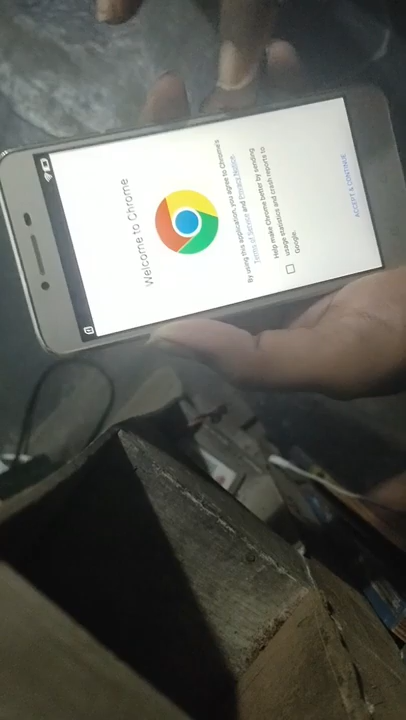 Welcome to Chrome
By using this application, you agree to Chrome's
Terms of Service and Privacy Notice.
Help make Chrome better by sending
usage statistics and crash reports to
Google.
ACCEPT & CONTINUE